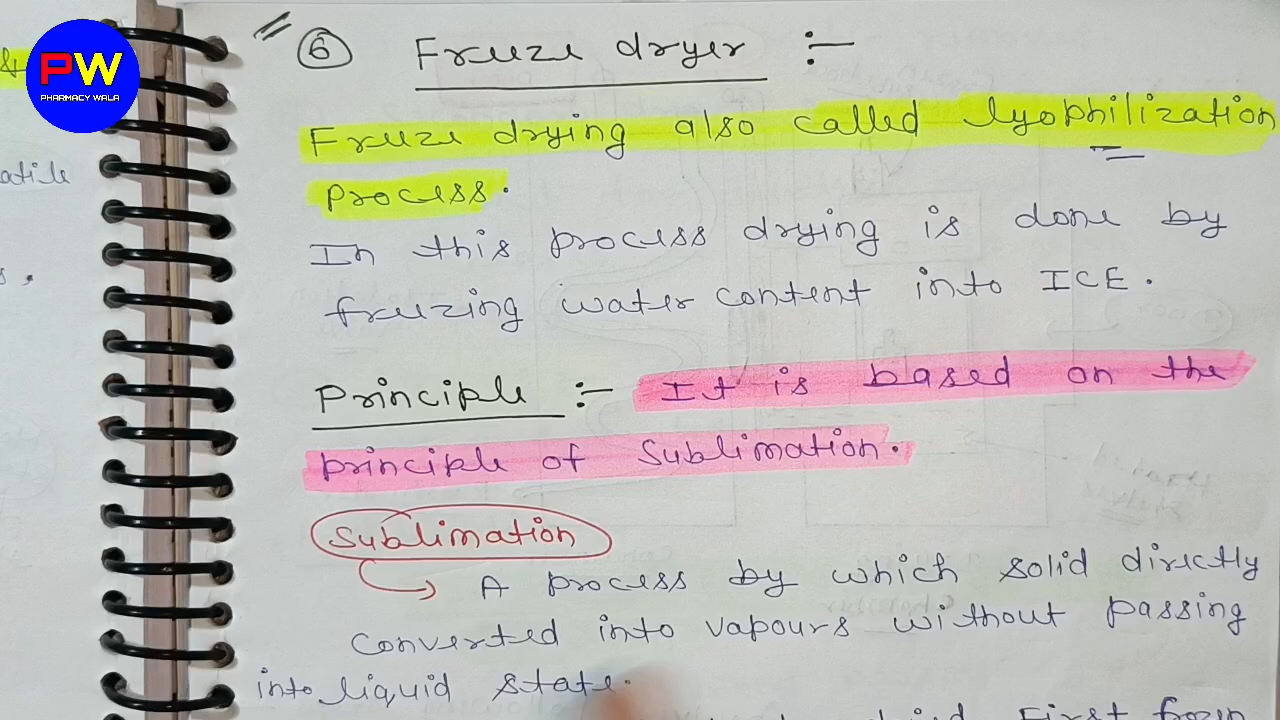 PW
PHARMACY WALA
&
6 Freeze dryer :-
Freeze drying also called lyophilization
process.
In this process drying is done by
freezing water content into ICE.
Principle :- It is based on the
principle of Sublimation.
Sublimation
A process by which solid directly
converted into vapours without passing
into liquid state.
First